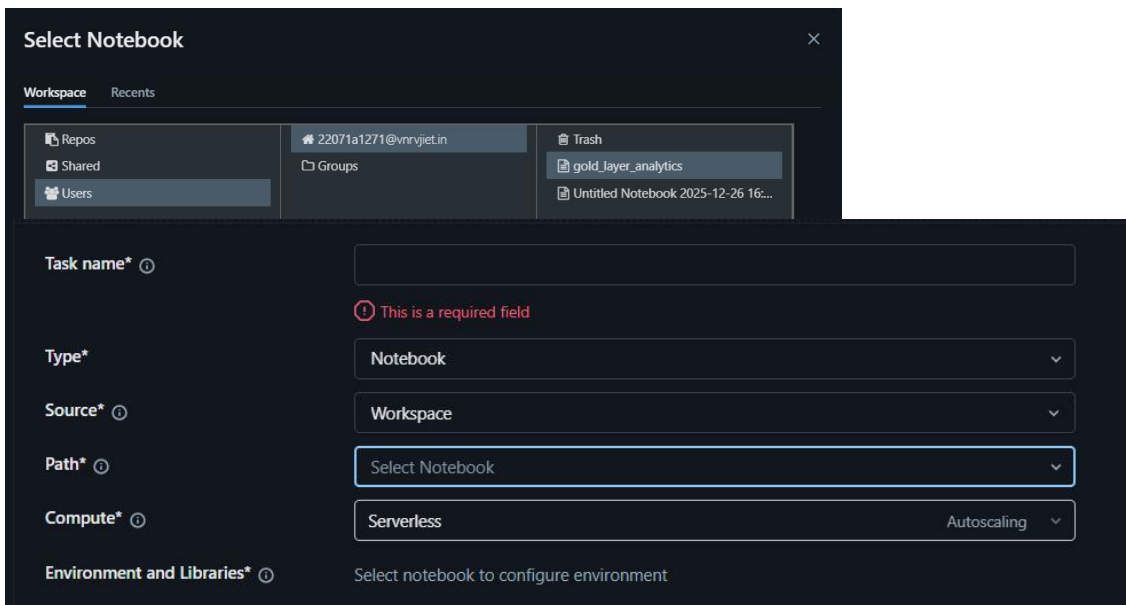 Select Notebook
Workspace Recents
Repos 22071a1271@vnrvjiet.in Trash
Shared Groups gold_layer_analytics
Users Untitled Notebook 2025-12-26 16:...
Task name*
This is a required field
Type* Notebook
Source* Workspace
Path* Select Notebook
Compute* Serverless Autoscaling
Environment and Libraries* Select notebook to configure environment